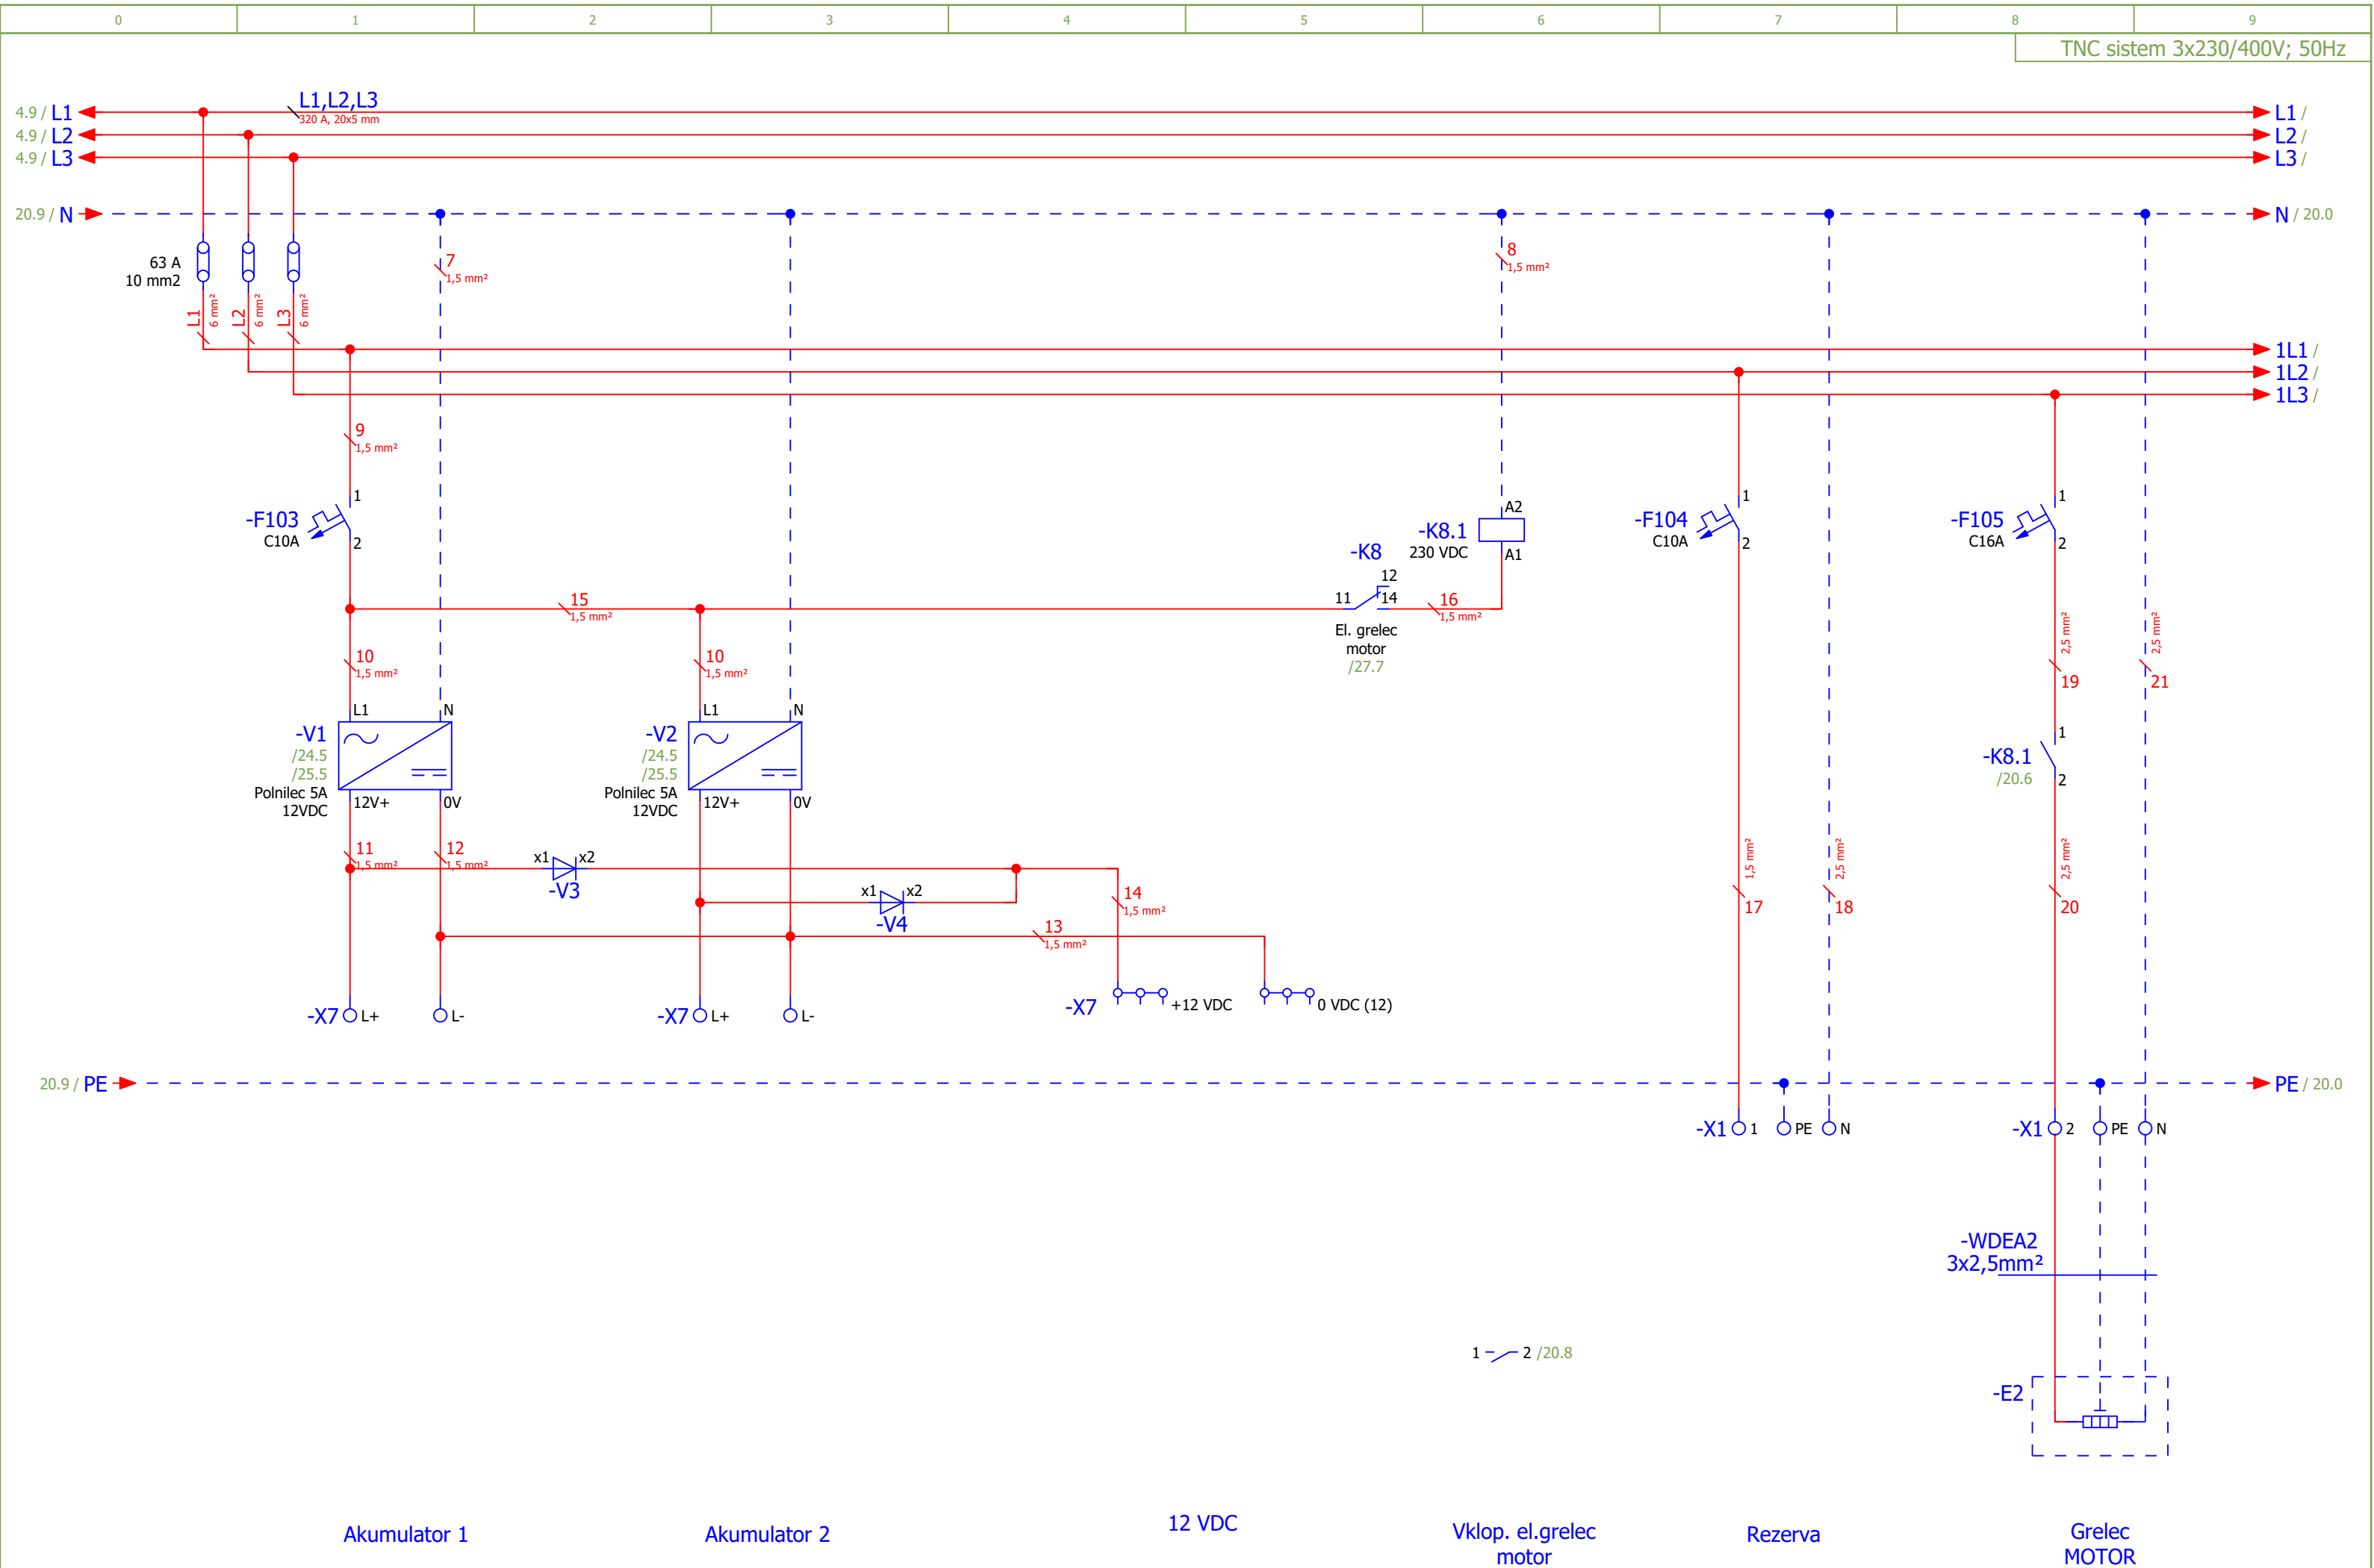 0 1 2 3 4 5 6 7 8 9
TNC sistem 3x230/400V; 50Hz
4.9 / L1
L1,L2,L3
320 A, 20x5 mm
L1 /
4.9 / L2
L2 /
4.9 / L3
L3 /
20.9 / N
N / 20.0
63 A
10 mm2
7
1,5 mm²
8
1,5 mm²
L1
6 mm²
L2
6 mm²
L3
6 mm²
1L1 /
1L2 /
1L3 /
9
1,5 mm²
-F103
C10A
1
2
-K8.1
230 VDC
A2
A1
-F104
C10A
1
2
-F105
C16A
1
2
-K8
12
11
14
El. grelec
motor
/27.7
15
1,5 mm²
16
1,5 mm²
10
1,5 mm²
10
1,5 mm²
2,5 mm²
19
2,5 mm²
21
-V1
/24.5
/25.5
Polnilec 5A
12VDC
L1
N
12V+
0V
-V2
/24.5
/25.5
Polnilec 5A
12VDC
L1
N
12V+
0V
-K8.1
/20.6
1
2
11
1,5 mm²
12
1,5 mm²
x1
x2
-V3
x1
x2
-V4
14
1,5 mm²
13
1,5 mm²
1,5 mm²
17
2,5 mm²
18
2,5 mm²
20
-X7 L+
L-
-X7 L+
L-
-X7
+12 VDC
0 VDC (12)
20.9 / PE
PE / 20.0
-X1 1
PE
N
-X1 2
PE
N
-WDEA2
3x2,5mm²
1 2 /20.8
-E2
Akumulator 1
Akumulator 2
12 VDC
Vklop. el.grelec
motor
Rezerva
Grelec
MOTOR